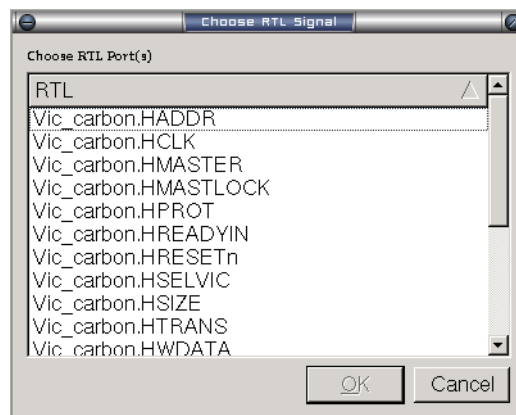 Choose RTL Signal
Choose RTL Port(s)
RTL
Vic_carbon.HADDR
Vic_carbon.HCLK
Vic_carbon.HMASTER
Vic_carbon.HMASTLOCK
Vic_carbon.HPROT
Vic_carbon.HREADYIN
Vic_carbon.HRESETn
Vic_carbon.HSELVIC
Vic_carbon.HSIZE
Vic_carbon.HTRANS
Vic_carbon.HWDATA
OK Cancel